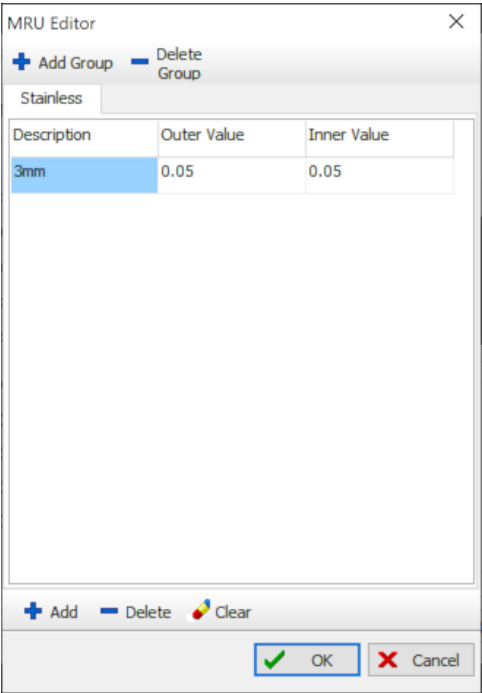 MRU Editor
Add Group Delete Group
Stainless
Description Outer Value Inner Value
3mm 0.05 0.05
Add Delete Clear
OK Cancel